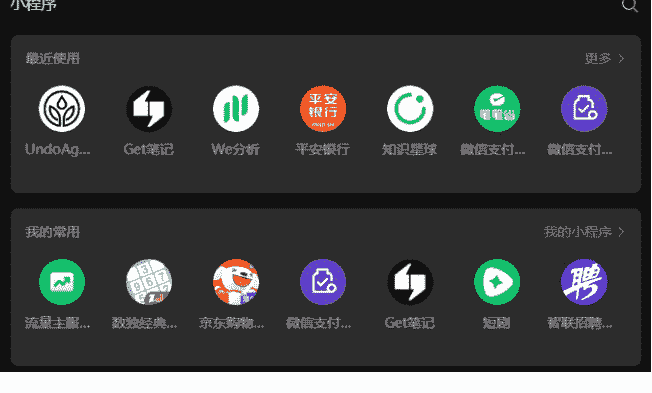 小程序
最近使用
更多 >
平安
银行
笔笔省
UndoAg... Get笔记 We分析 平安银行 知识星球 微信支付... 微信支付...
我的常用
我的小程序 >
聘
流量主服... 数独经典... 京东购物... 微信支付... Get笔记 短剧 智联招聘...